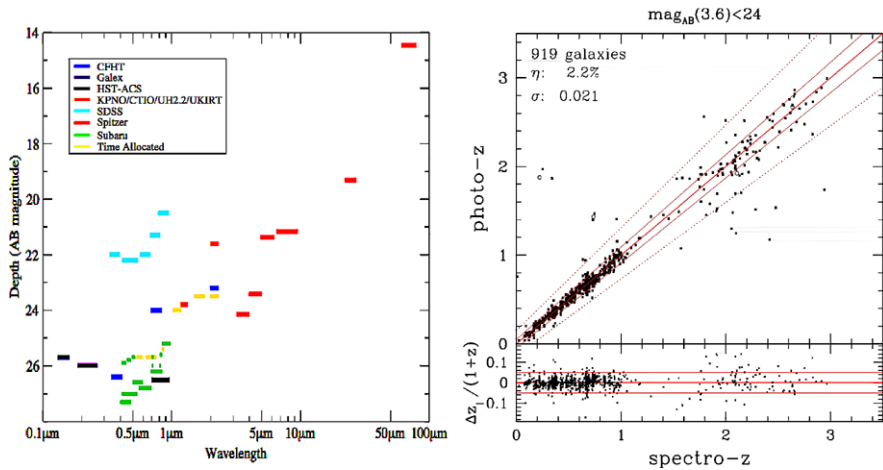 14
16
18
20
22
24
26
Depth (AB magnitude)
CFHT
Galex
HST-ACS
KPNO/CTIO/UH2.2/UKIRT
SDSS
Spitzer
Subaru
Time Allocated
0.1μm
0.5μm
1μm
5μm
10μm
50μm
100μm
Wavelength
mag_AB(3.6)<24
919 galaxies
η: 2.2%
σ: 0.021
3
2
1
0
photo-z
0.1
0.0
0.1
Δz/(1+z)
0
1
2
3
spectro-z